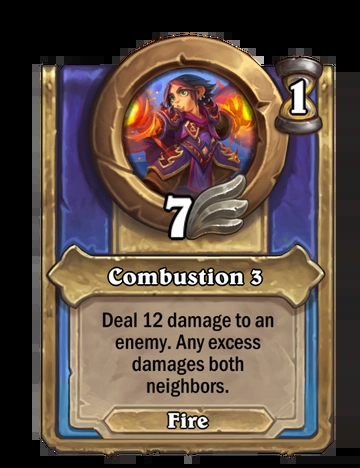 1
7
Combustion 3
Deal 12 damage to an
enemy. Any excess
damages both
neighbors.
Fire